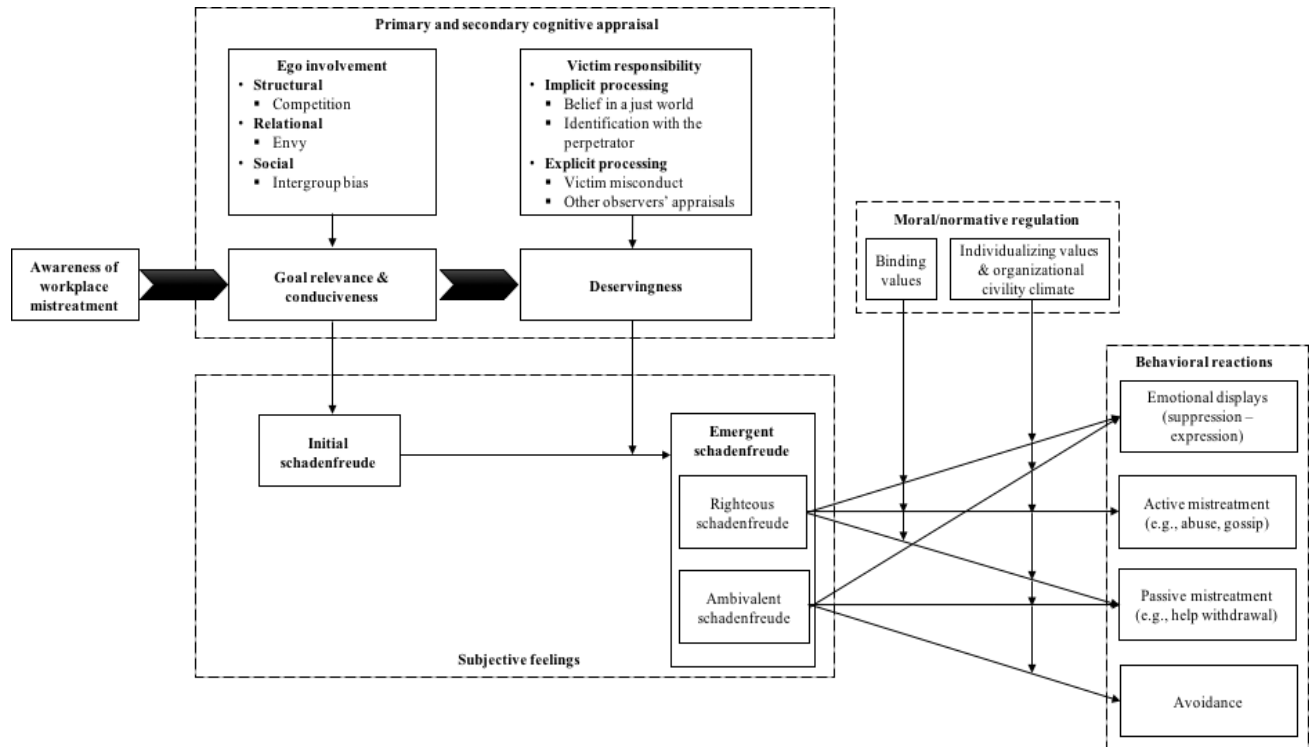 Primary and secondary cognitive appraisal
Ego involvement
• Structural
▪ Competition
• Relational
▪ Envy
• Social
▪ Intergroup bias
Victim responsibility
• Implicit processing
▪ Belief in a just world
▪ Identification with the
perpetrator
• Explicit processing
▪ Victim misconduct
▪ Other observers' appraisals
Awareness of
workplace
mistreatment
Goal relevance &
conduciveness
Deservingness
Moral/normative regulation
Binding
values
Individualizing values
& organizational
civility climate
Initial
schadenfreude
Emergent
schadenfreude
Righteous
schadenfreude
Ambivalent
schadenfreude
Subjective feelings
Behavioral reactions
Emotional displays
(suppression –
expression)
Active mistreatment
(e.g., abuse, gossip)
Passive mistreatment
(e.g., help withdrawal)
Avoidance